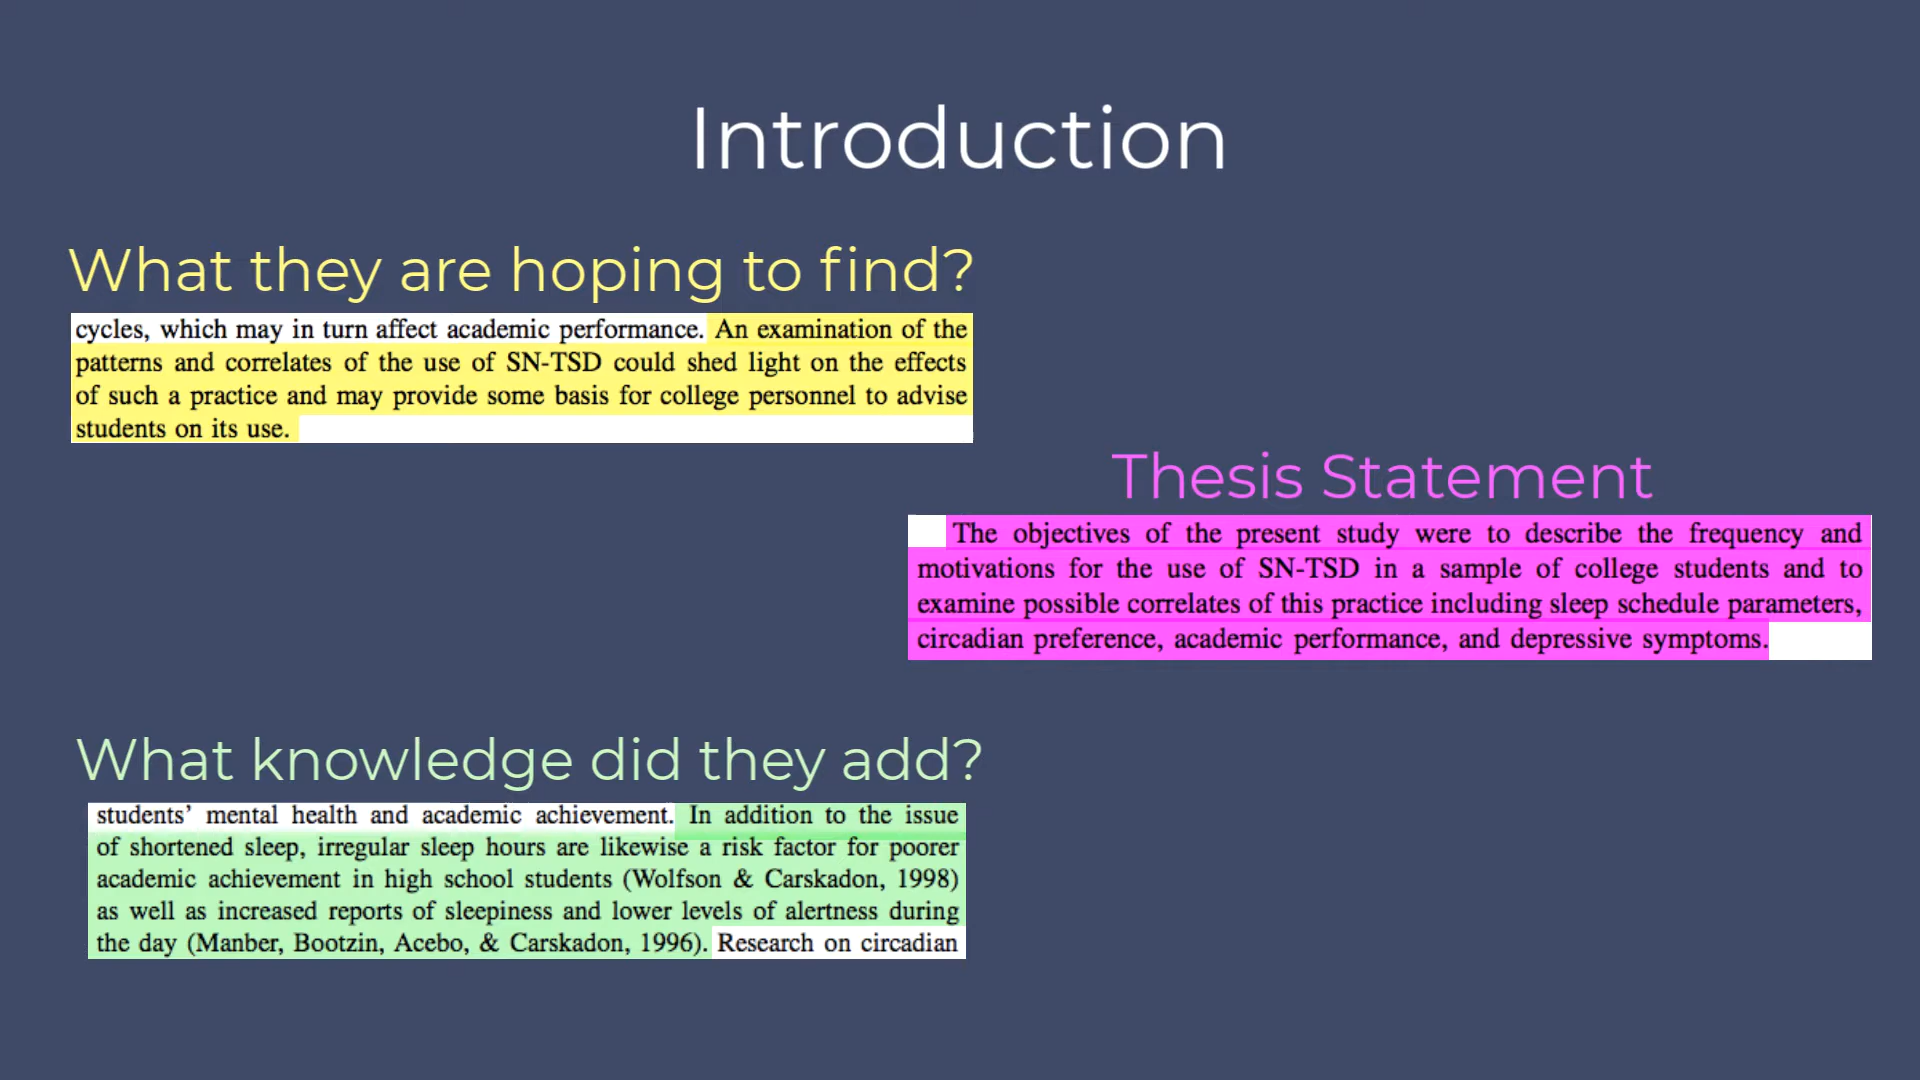 Introduction
What they are hoping to find?
cycles, which may in turn affect academic performance. An examination of the
patterns and correlates of the use of SN-TSD could shed light on the effects
of such a practice and may provide some basis for college personnel to advise
students on its use.
Thesis Statement
The objectives of the present study were to describe the frequency and
motivations for the use of SN-TSD in a sample of college students and to
examine possible correlates of this practice including sleep schedule parameters,
circadian preference, academic performance, and depressive symptoms.
What knowledge did they add?
students’ mental health and academic achievement. In addition to the issue
of shortened sleep, irregular sleep hours are likewise a risk factor for poorer
academic achievement in high school students (Wolfson & Carskadon, 1998)
as well as increased reports of sleepiness and lower levels of alertness during
the day (Manber, Bootzin, Acebo, & Carskadon, 1996). Research on circadian